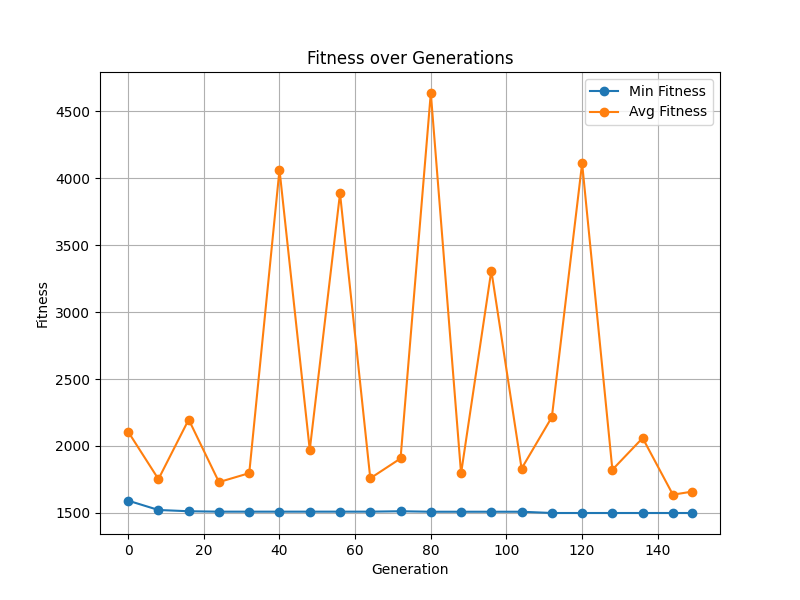 Fitness over Generations
Min Fitness
Avg Fitness
4500
4000
3500
3000
2500
2000
1500
Fitness
0 20 40 60 80 100 120 140
Generation